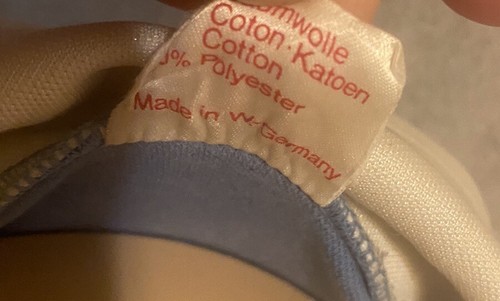 Coton · Katoen
Cotton
% Polyester
Made in W.-Germany